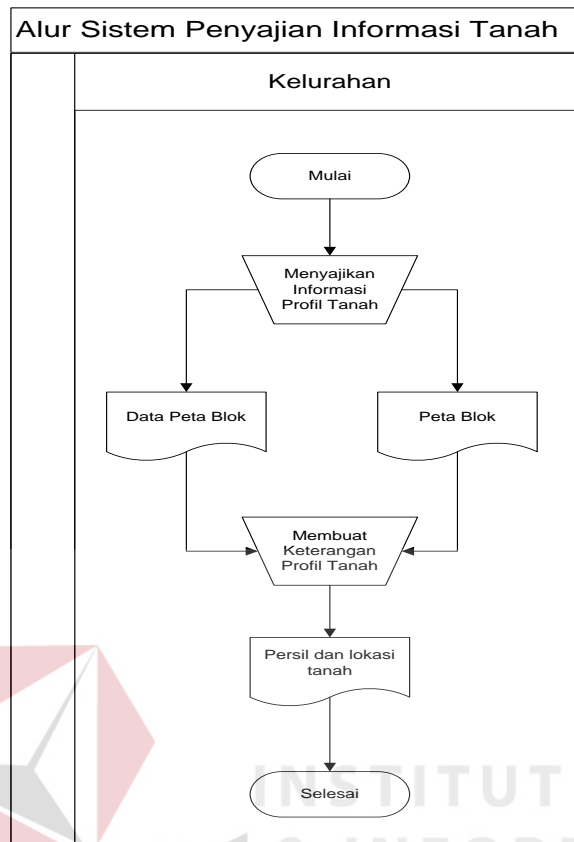 Alur Sistem Penyajian Informasi Tanah
Kelurahan
Mulai
Menyajikan
Informasi
Profil Tanah
Data Peta Blok
Peta Blok
Membuat
Keterangan
Profil Tanah
Persil dan lokasi
tanah
Selesai
INSTITUT